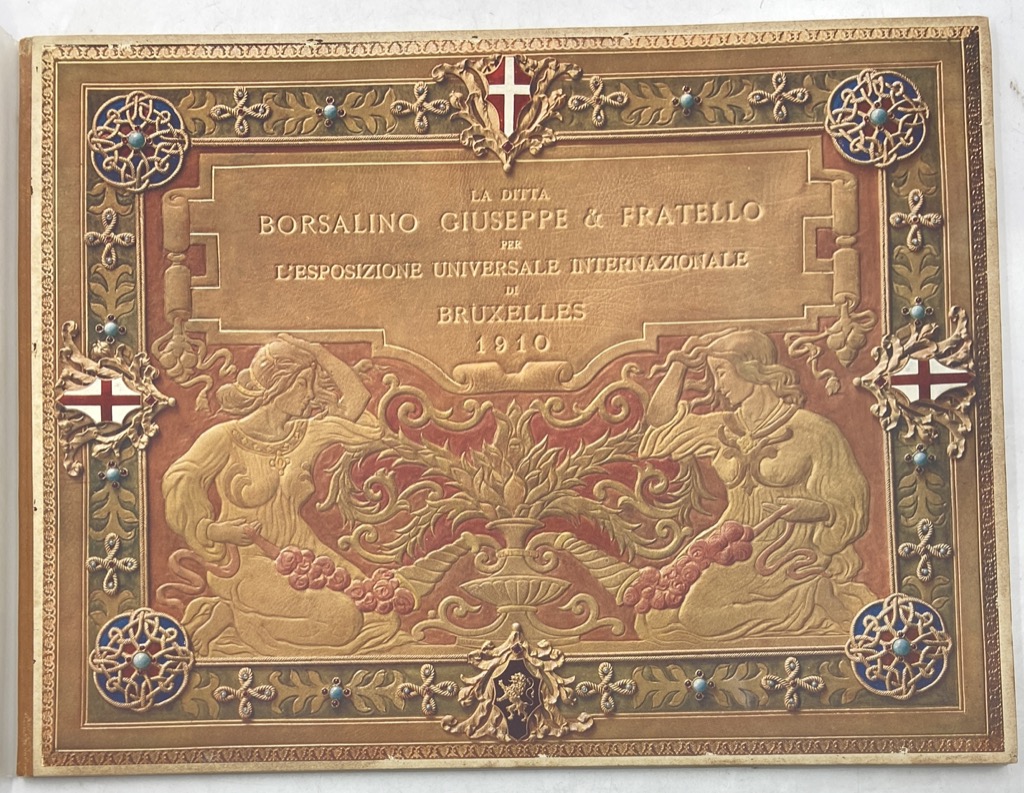 LA DITTA
BORSALINO GIUSEPPE & FRATELLO
PER
L'ESPOSIZIONE UNIVERSALE INTERNAZIONALE
DI
BRUXELLES
1910